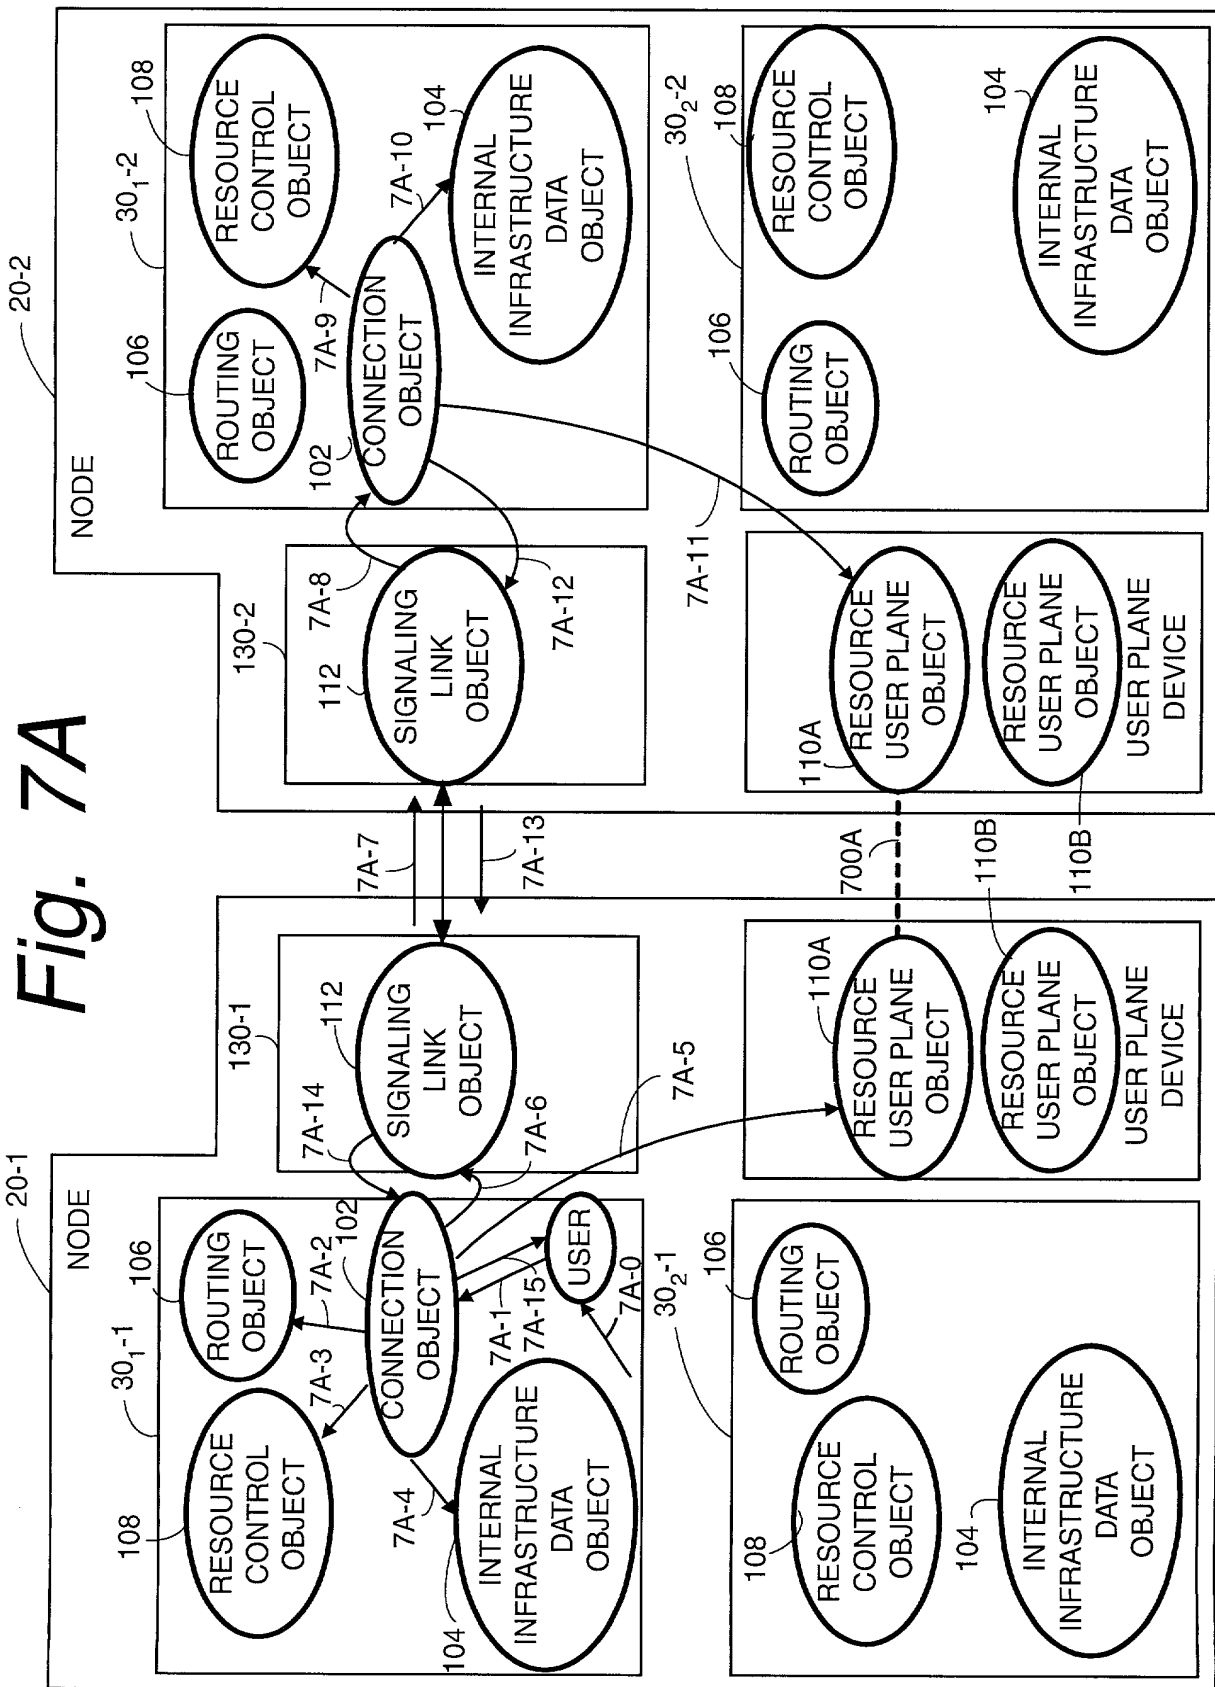 Fig. 7A
20-1
NODE
30₁-1
108
RESOURCE
CONTROL
OBJECT
106
ROUTING
OBJECT
7A-3
7A-2
102
CONNECTION
OBJECT
7A-4
104
INTERNAL
INFRASTRUCTURE
DATA
OBJECT
7A-1
7A-15
USER
7A-0
7A-14
7A-6
7A-5
130-1
112
SIGNALING
LINK
OBJECT
7A-7
7A-13
20-2
NODE
130-2
112
SIGNALING
LINK
OBJECT
7A-8
7A-12
30₁-2
106
ROUTING
OBJECT
108
RESOURCE
CONTROL
OBJECT
102
7A-9
CONNECTION
OBJECT
7A-10
104
INTERNAL
INFRASTRUCTURE
DATA
OBJECT
7A-11
30₂-1
106
ROUTING
OBJECT
108
RESOURCE
CONTROL
OBJECT
104
INTERNAL
INFRASTRUCTURE
DATA
OBJECT
110A
RESOURCE
USER PLANE
OBJECT
110B
RESOURCE
USER PLANE
OBJECT
USER PLANE
DEVICE
700A
110A
RESOURCE
USER PLANE
OBJECT
110B
RESOURCE
USER PLANE
OBJECT
USER PLANE
DEVICE
30₂-2
106
ROUTING
OBJECT
108
RESOURCE
CONTROL
OBJECT
104
INTERNAL
INFRASTRUCTURE
DATA
OBJECT